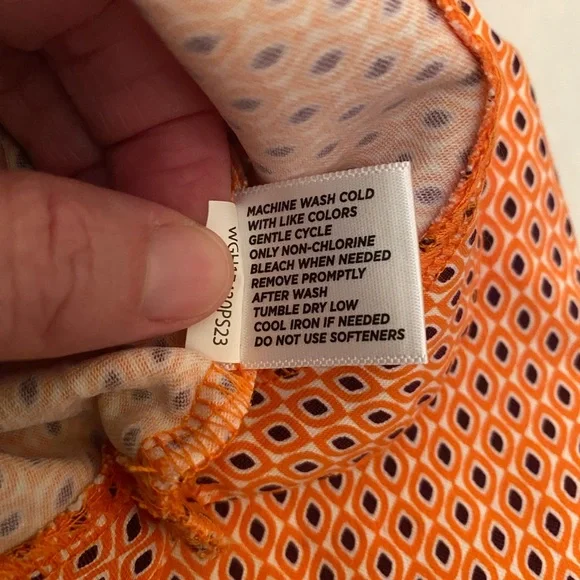 MACHINE WASH COLD
WITH LIKE COLORS
GENTLE CYCLE
ONLY NON-CHLORINE
BLEACH WHEN NEEDED
REMOVE PROMPTLY
AFTER WASH
TUMBLE DRY LOW
COOL IRON IF NEEDED
DO NOT USE SOFTENERS